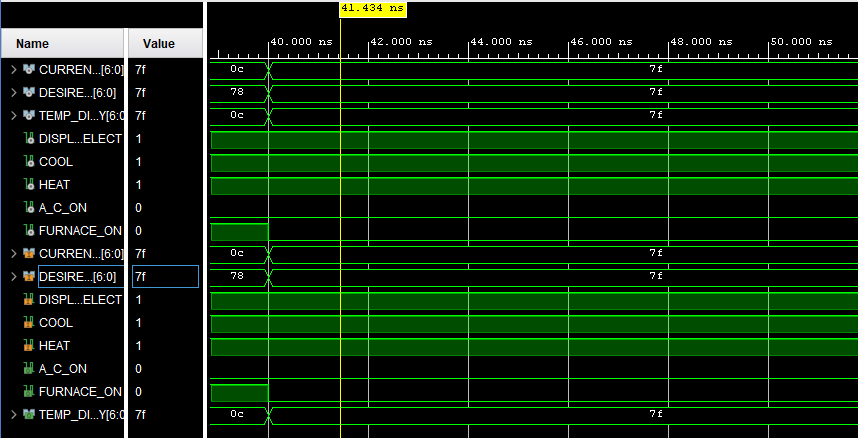 41.434 ns
Name Value
40.000 ns 42.000 ns 44.000 ns 46.000 ns 48.000 ns 50.000 ns
CURREN...[6:0] 7f 0c 7f
DESIRE...[6:0] 7f 78 7f
TEMP_DI...Y[6:0 7f 0c 7f
DISPL...ELECT 1
COOL 1
HEAT 1
A_C_ON 0
FURNACE_ON 0
CURREN...[6:0] 7f 0c 7f
DESIRE...[6:0] 7f 78 7f
DISPL...ELECT 1
COOL 1
HEAT 1
A_C_ON 0
FURNACE_ON 0
TEMP_DI...Y[6:0 7f 0c 7f